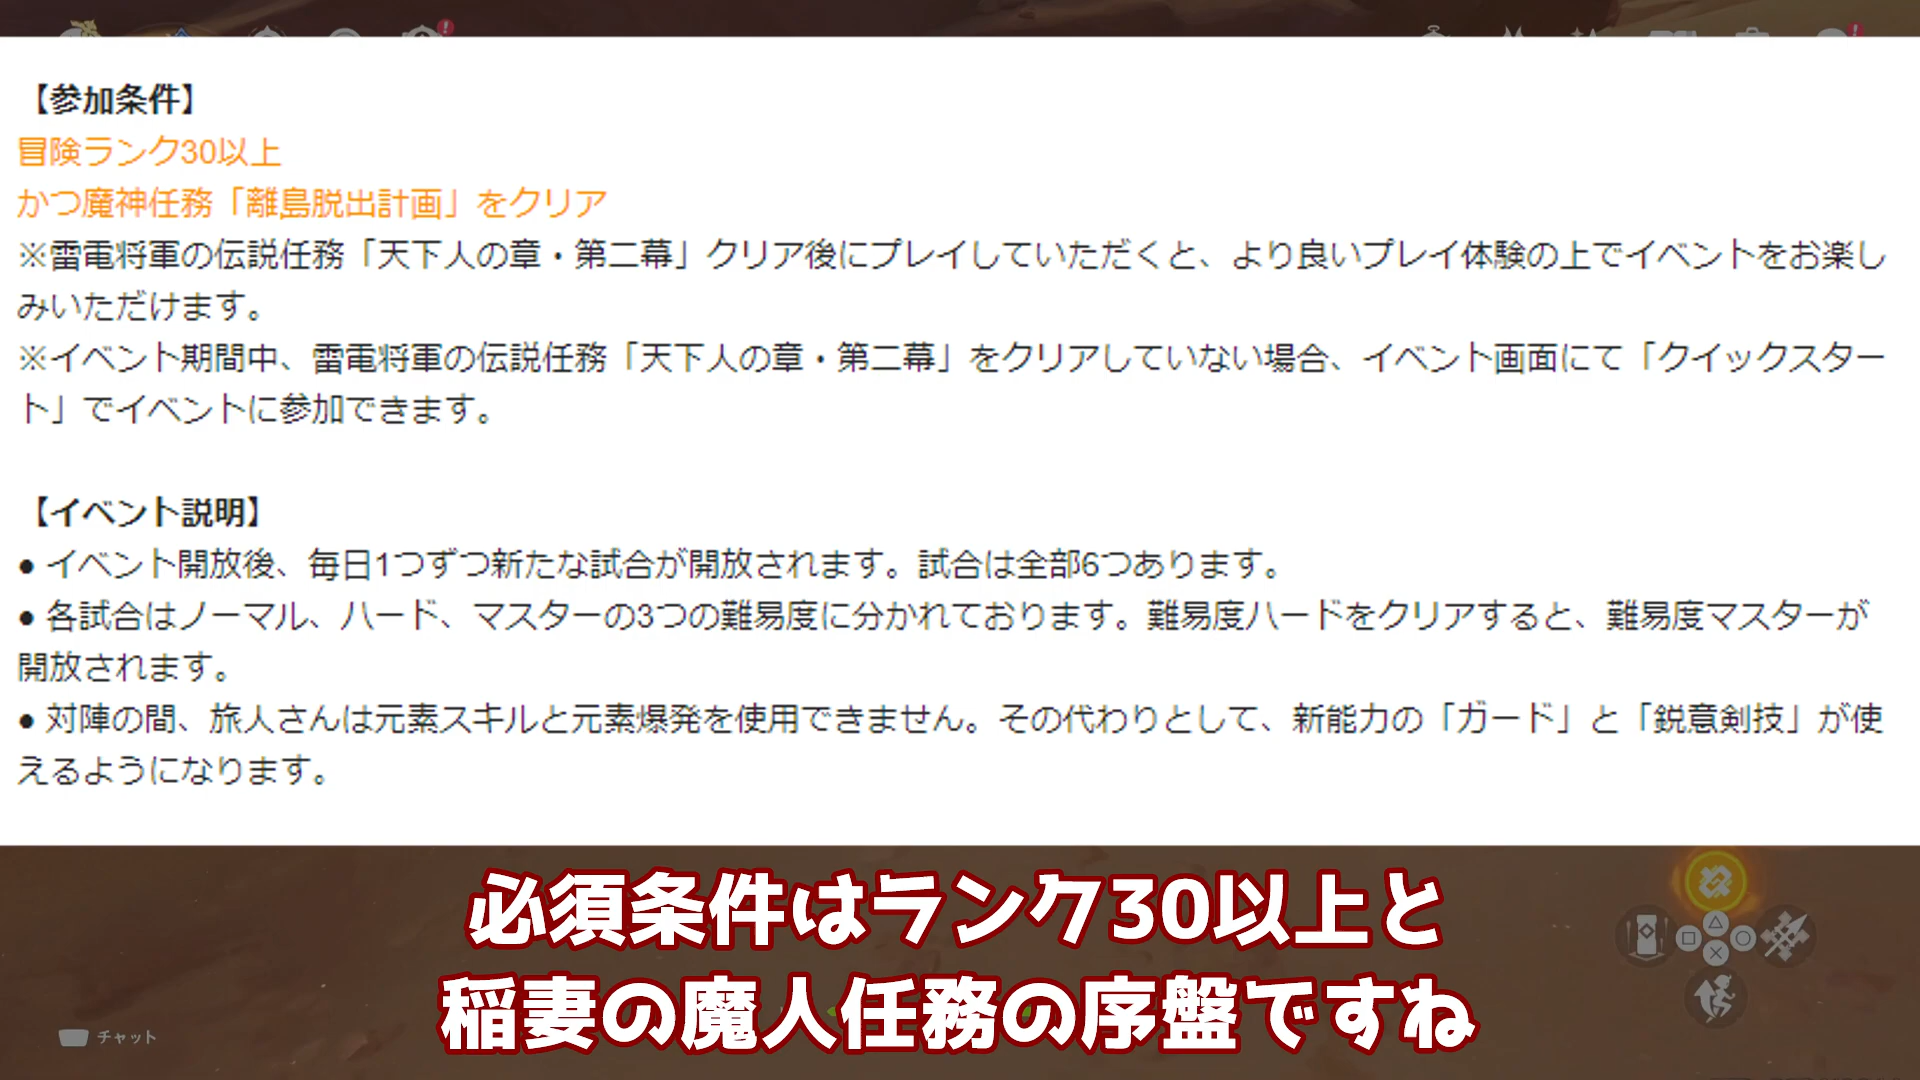 【参加条件】
冒険ランク30以上
かつ魔神任務「離島脱出計画」をクリア
※雷電将軍の伝説任務「天下人の章・第二幕」クリア後にプレイしていただくと、より良いプレイ体験の上でイベントをお楽し
みいただけます。
※イベント期間中、雷電将軍の伝説任務「天下人の章・第二幕」をクリアしていない場合、イベント画面にて「クイックスター
ト」でイベントに参加できます。
【イベント説明】
● イベント開放後、毎日1つずつ新たな試合が開放されます。試合は全部6つあります。
● 各試合はノーマル、ハード、マスターの3つの難易度に分かれております。難易度ハードをクリアすると、難易度マスターが
開放されます。
● 対陣の間、旅人さんは元素スキルと元素爆発を使用できません。その代わりとして、新能力の「ガード」と「鋭意剣技」が使
えるようになります。
必須条件はランク30以上と
稲妻の魔人任務の序盤ですね
チャット